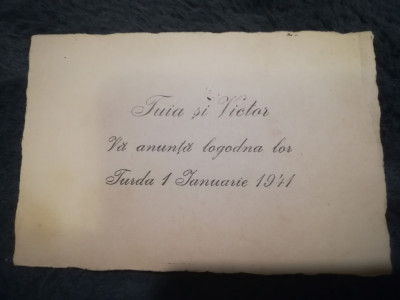 Tuia și Victor
Vă anunță logodna lor
Turda 1 Ianuarie 1941